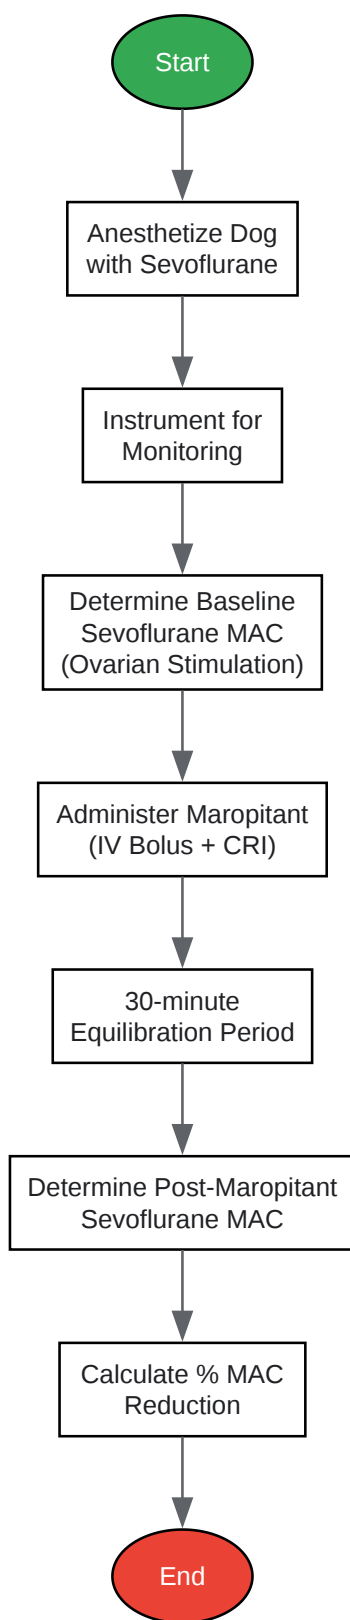 Start
Anesthetize Dog
with Sevoflurane
Instrument for
Monitoring
Determine Baseline
Sevoflurane MAC
(Ovarian Stimulation)
Administer Maropitant
(IV Bolus + CRI)
30-minute
Equilibration Period
Determine Post-Maropitant
Sevoflurane MAC
Calculate % MAC
Reduction
End